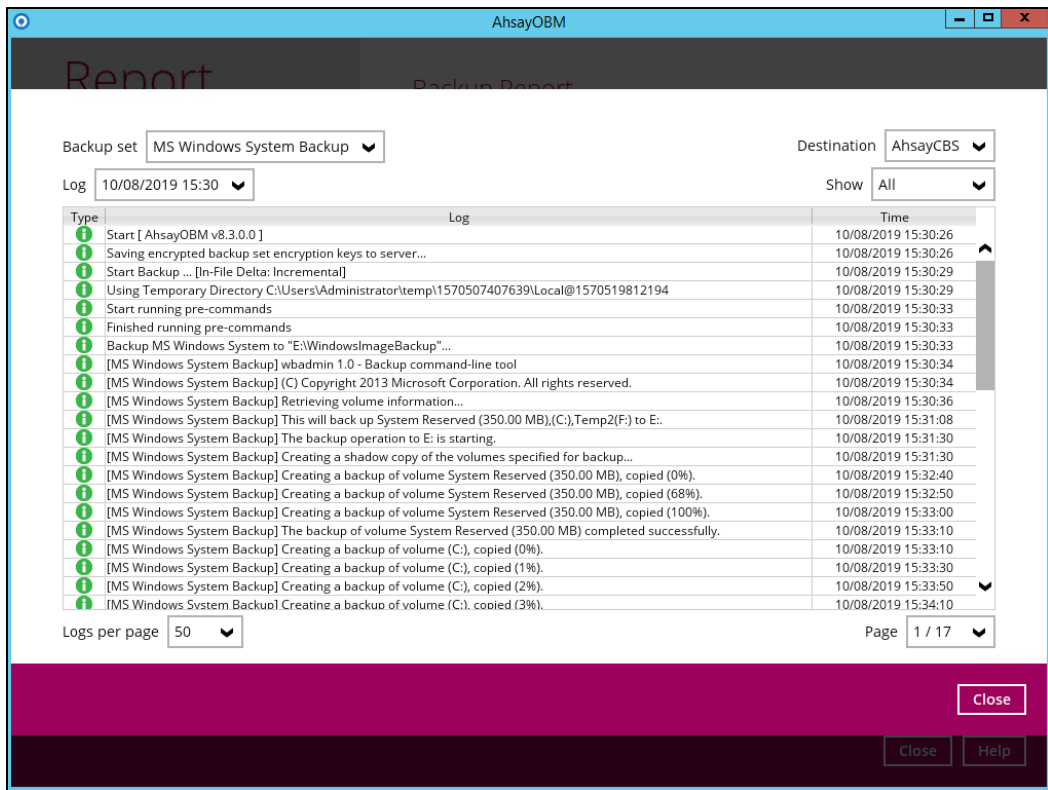 AhsayOBM
Report
Backup Report
Backup set MS Windows System Backup Destination AhsayCBS
Log 10/08/2019 15:30 Show All
Type Log Time
Start [ AhsayOBM v8.3.0.0 ] 10/08/2019 15:30:26
Saving encrypted backup set encryption keys to server... 10/08/2019 15:30:26
Start Backup ... [In-File Delta: Incremental] 10/08/2019 15:30:29
Using Temporary Directory C:\Users\Administrator\temp\1570507407639\Local@1570519812194 10/08/2019 15:30:29
Start running pre-commands 10/08/2019 15:30:33
Finished running pre-commands 10/08/2019 15:30:33
Backup MS Windows System to "E:\WindowsImageBackup"... 10/08/2019 15:30:33
[MS Windows System Backup] wbadmin 1.0 - Backup command-line tool 10/08/2019 15:30:34
[MS Windows System Backup] (C) Copyright 2013 Microsoft Corporation. All rights reserved. 10/08/2019 15:30:34
[MS Windows System Backup] Retrieving volume information... 10/08/2019 15:30:36
[MS Windows System Backup] This will back up System Reserved (350.00 MB),(C:),Temp2(F:) to E:. 10/08/2019 15:31:08
[MS Windows System Backup] The backup operation to E: is starting. 10/08/2019 15:31:30
[MS Windows System Backup] Creating a shadow copy of the volumes specified for backup... 10/08/2019 15:31:30
[MS Windows System Backup] Creating a backup of volume System Reserved (350.00 MB), copied (0%). 10/08/2019 15:32:40
[MS Windows System Backup] Creating a backup of volume System Reserved (350.00 MB), copied (68%). 10/08/2019 15:32:50
[MS Windows System Backup] Creating a backup of volume System Reserved (350.00 MB), copied (100%). 10/08/2019 15:33:00
[MS Windows System Backup] The backup of volume System Reserved (350.00 MB) completed successfully. 10/08/2019 15:33:10
[MS Windows System Backup] Creating a backup of volume (C:), copied (0%). 10/08/2019 15:33:10
[MS Windows System Backup] Creating a backup of volume (C:), copied (1%). 10/08/2019 15:33:30
[MS Windows System Backup] Creating a backup of volume (C:), copied (2%). 10/08/2019 15:33:50
[MS Windows System Backup] Creating a backup of volume (C:), copied (3%). 10/08/2019 15:34:10
Logs per page 50 Page 1 / 17
Close
Close Help